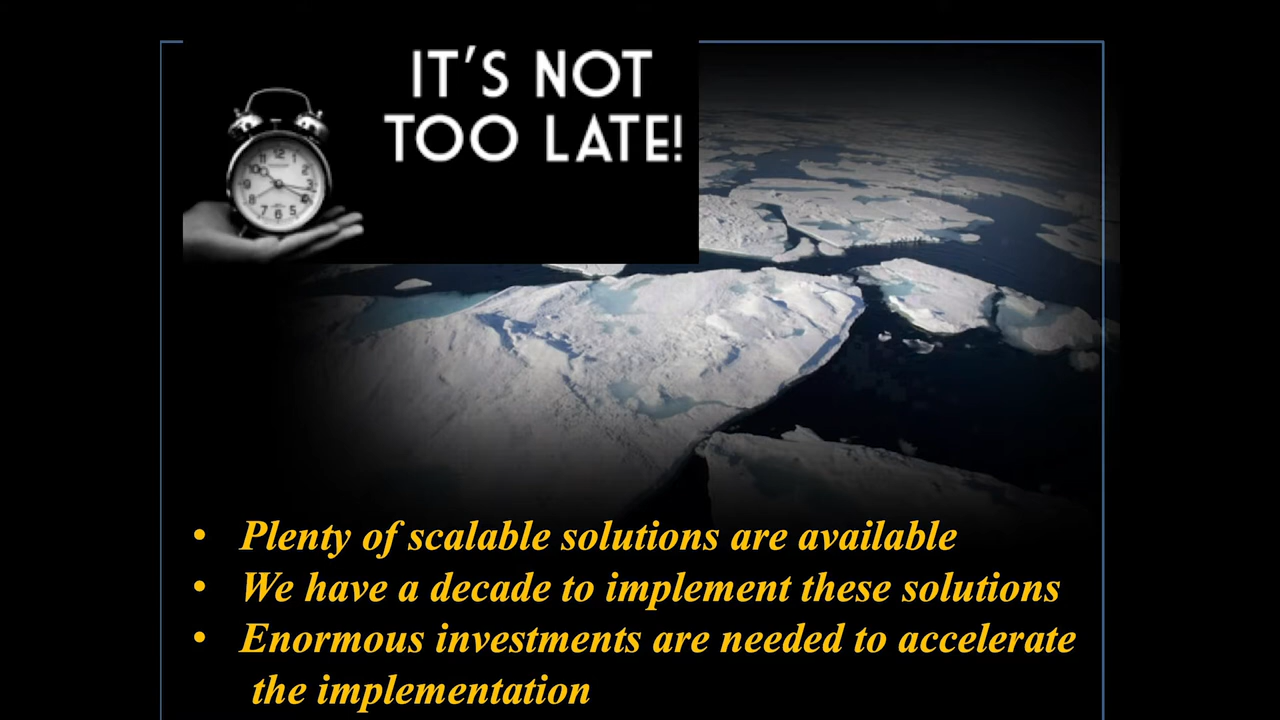 IT'S NOT
TOO LATE!
• Plenty of scalable solutions are available
• We have a decade to implement these solutions
• Enormous investments are needed to accelerate
the implementation